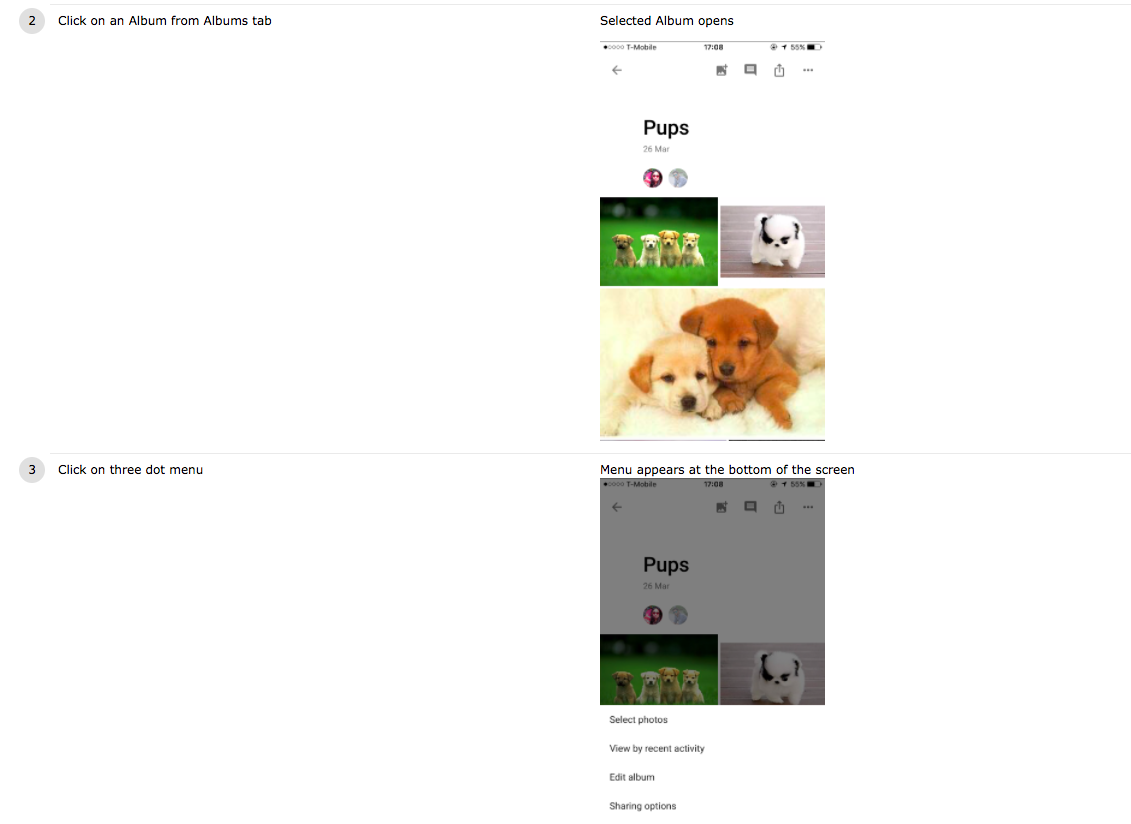 2 Click on an Album from Albums tab
Selected Album opens
T-Mobile 17:08 55%
Pups
26 Mar
3 Click on three dot menu
Menu appears at the bottom of the screen
T-Mobile 17:08 55%
Pups
26 Mar
Select photos
View by recent activity
Edit album
Sharing options